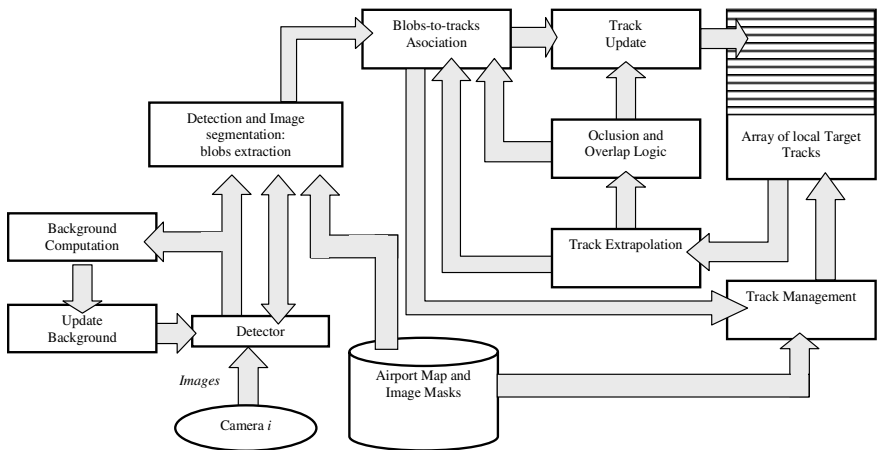 Blobs-to-tracks
Asociation
Track
Update
Array of local Target
Tracks
Detection and Image
segmentation:
blobs extraction
Oclusion and
Overlap Logic
Background
Computation
Track Extrapolation
Track Management
Update
Background
Detector
Images
Airport Map and
Image Masks
Camera i